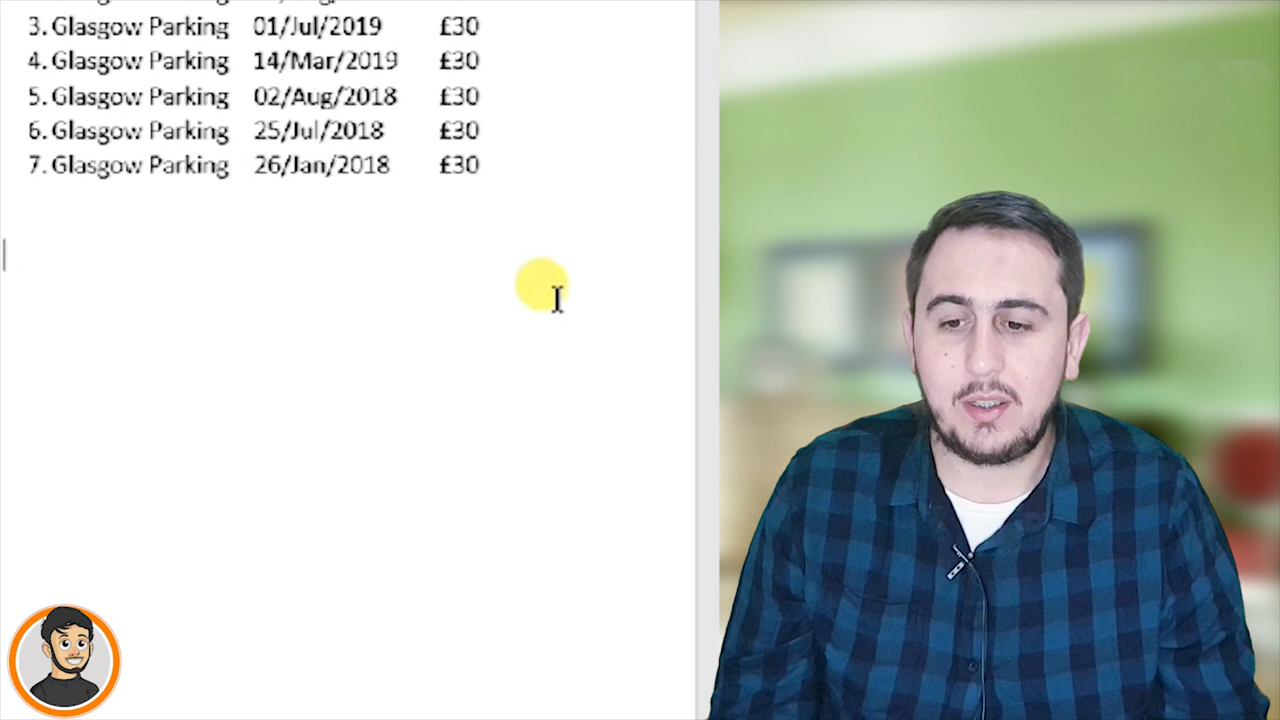 3. Glasgow Parking 01/Jul/2019 £30
4. Glasgow Parking 14/Mar/2019 £30
5. Glasgow Parking 02/Aug/2018 £30
6. Glasgow Parking 25/Jul/2018 £30
7. Glasgow Parking 26/Jan/2018 £30